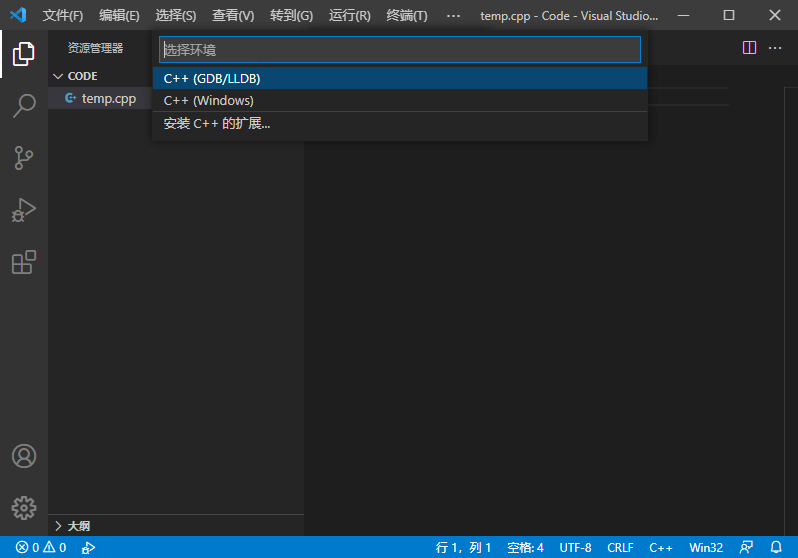 文件(F) 编辑(E) 选择(S) 查看(V) 转到(G) 运行(R) 终端(T) ··· temp.cpp - Code - Visual Studio...
资源管理器
选择环境
CODE
C++ (GDB/LLDB)
temp.cpp
C++ (Windows)
安装 C++ 的扩展...
大纲
0 0 行 1，列 1 空格: 4 UTF-8 CRLF C++ Win32